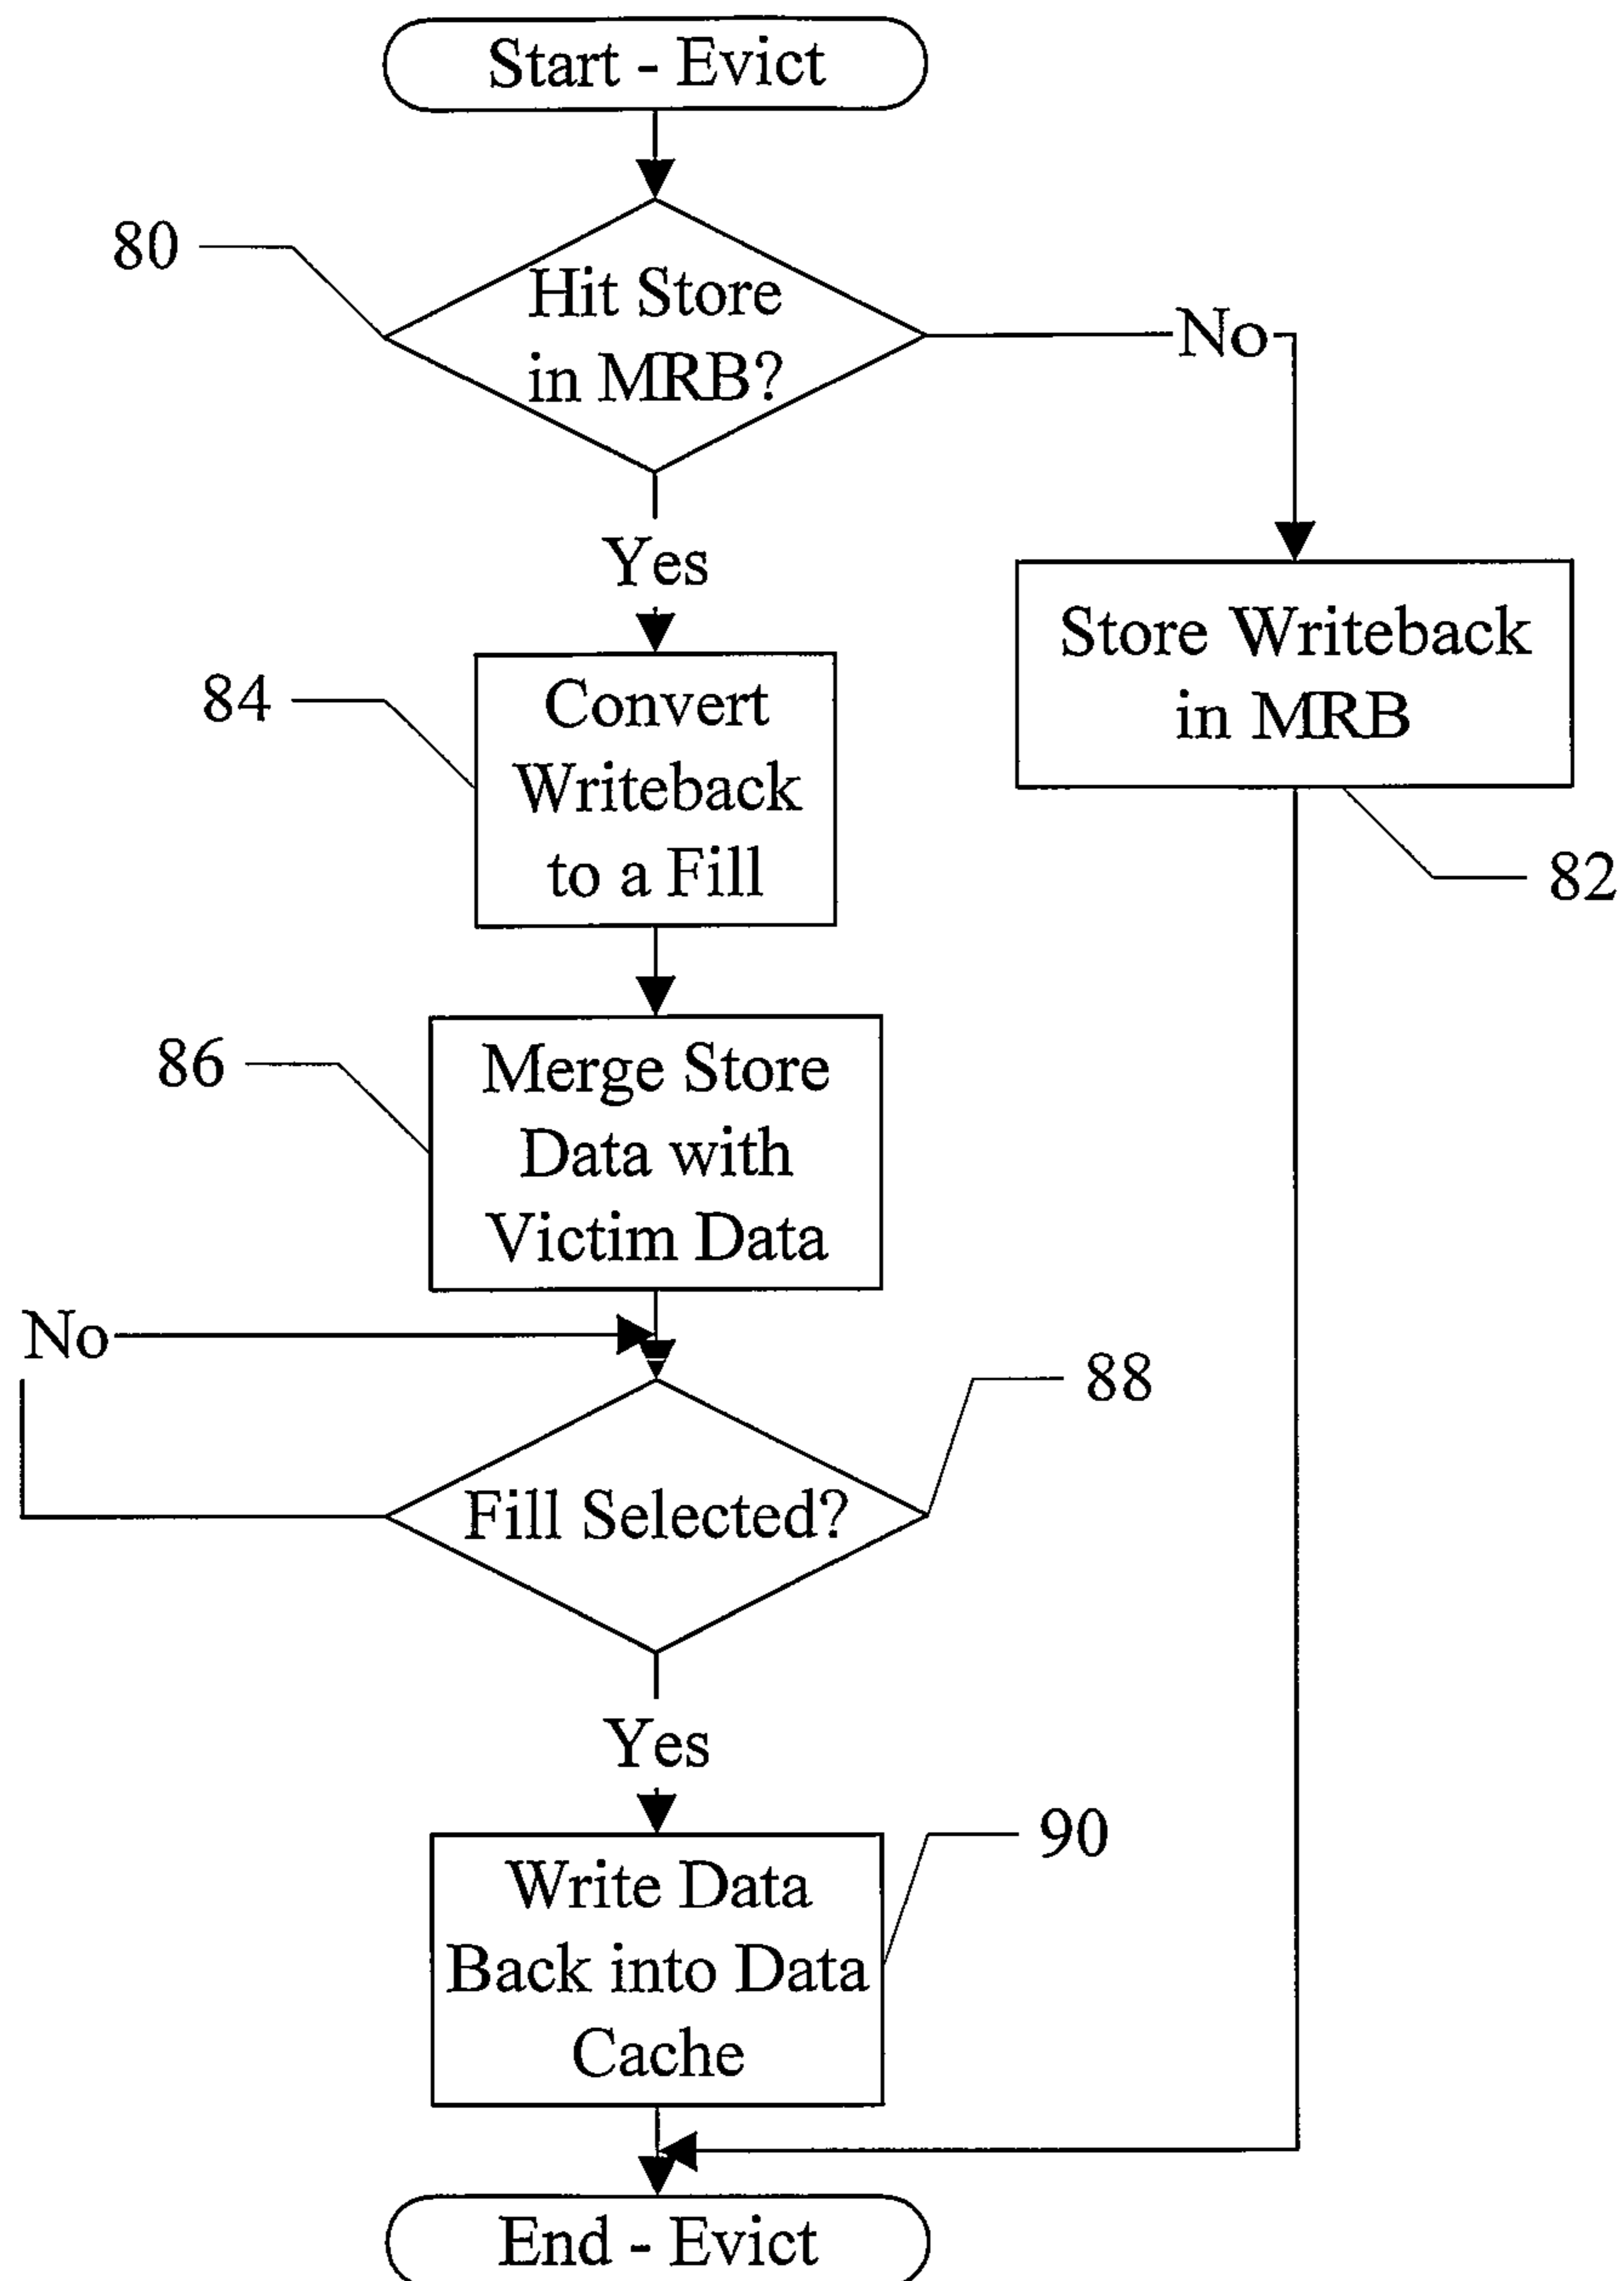 Start - Evict
80
Hit Store
in MRB?
No
Yes
Store Writeback
in MRB
84
Convert
Writeback
to a Fill
82
86
Merge Store
Data with
Victim Data
No
88
Fill Selected?
Yes
90
Write Data
Back into Data
Cache
End - Evict